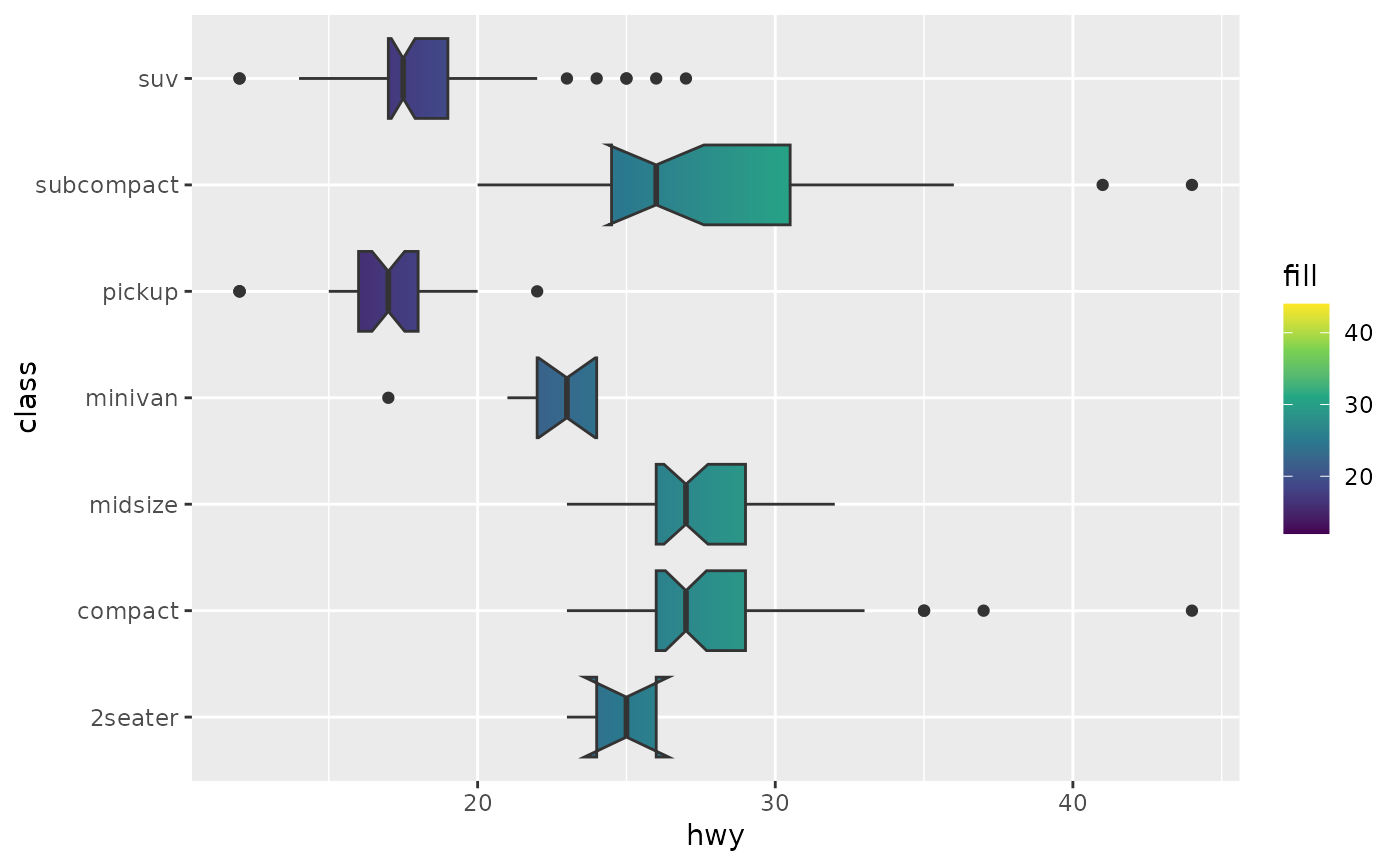 suv
subcompact
pickup
minivan
midsize
compact
2seater
class
20
30
40
hwy
fill
40
30
20